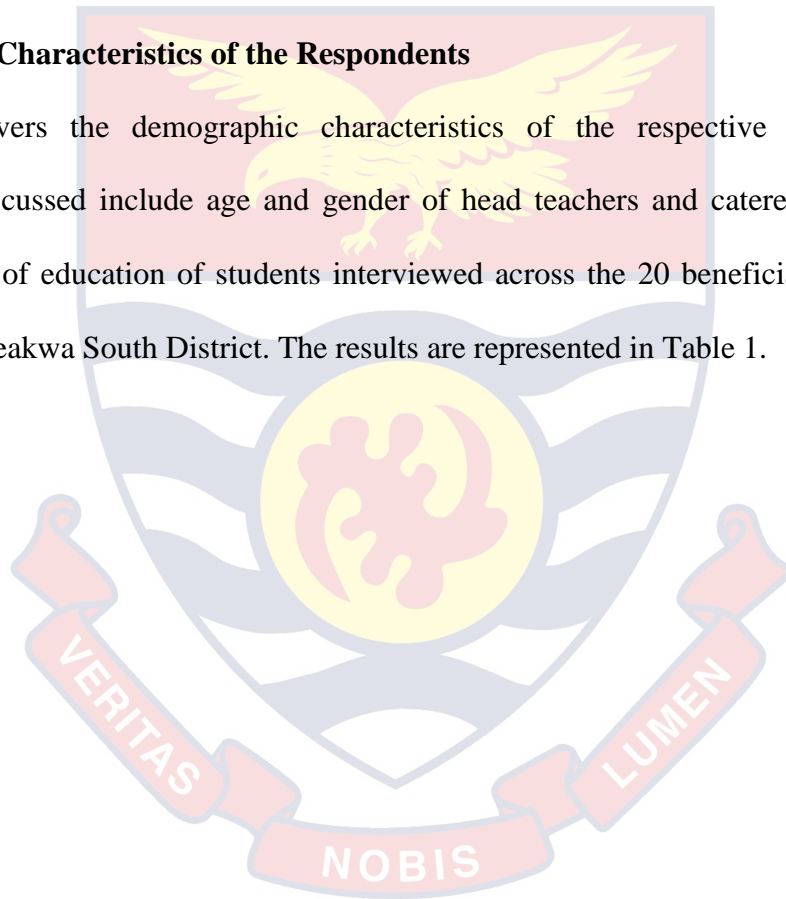 Characteristics of the Respondents
vers the demographic characteristics of the respective
cussed include age and gender of head teachers and catere
of education of students interviewed across the 20 benefici
eakwa South District. The results are represented in Table 1.
VERITAS
NOBIS
LUMEN